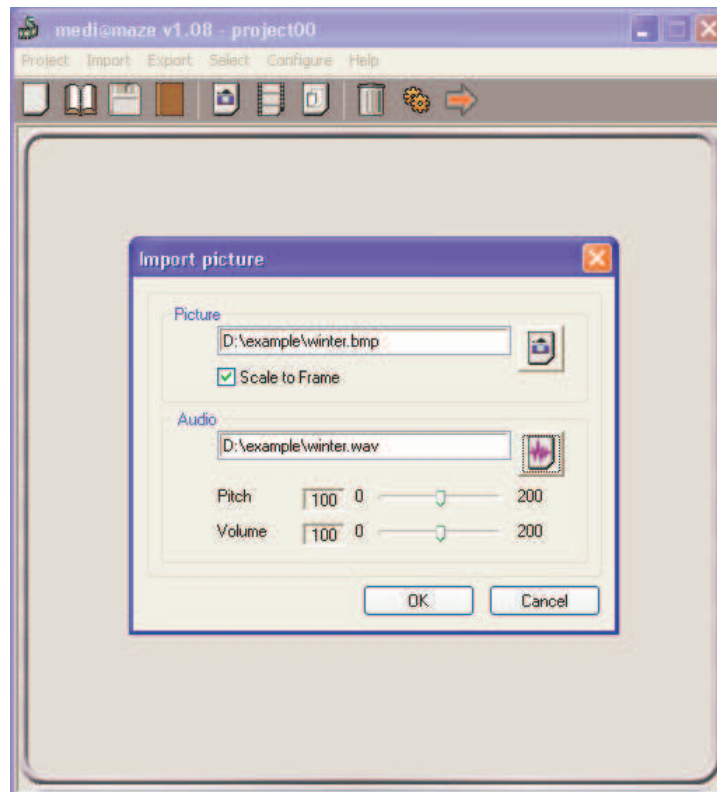 medi@maze v1.08 - project00
Project Import Export Select Configure Help
Import picture
Picture
D:\example\winter.bmp
Scale to Frame
Audio
D:\example\winter.wav
Pitch 100 0 200
Volume 100 0 200
OK Cancel